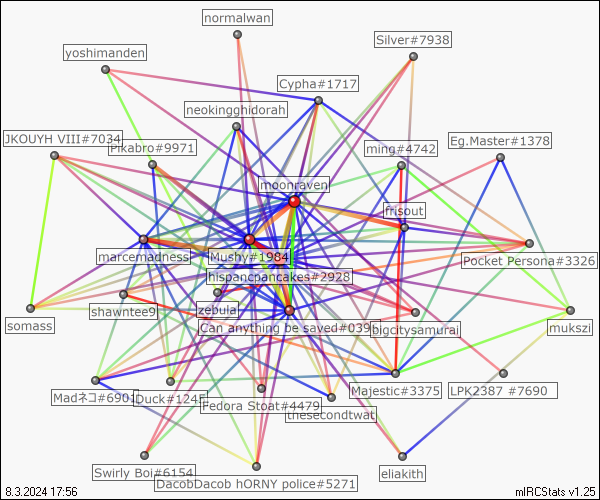 normalwan
Silver#7938
yoshimanden
Cypha#1717
neokingghidorah
JKOUYH VIII#7034
Pikabro#9971
ming#4742
Eg.Master#1378
moonraven
frisout
marcemadness
Mushy#1984
Pocket Persona#3326
hispanicpancakes#2928
shawntee9
zebula
somass
Can anything be saved#039
bigcitysamurai
mukszi
Madネコ#690
Duck#124
Fedora Stoat#4479
thesecondtwat
Majestic#3375
LPK2387 #7690
Swirly Boi#6154
DacobDacob hORNY police#5271
eliakith
8.3.2024 17:56
mIRCStats v1.25